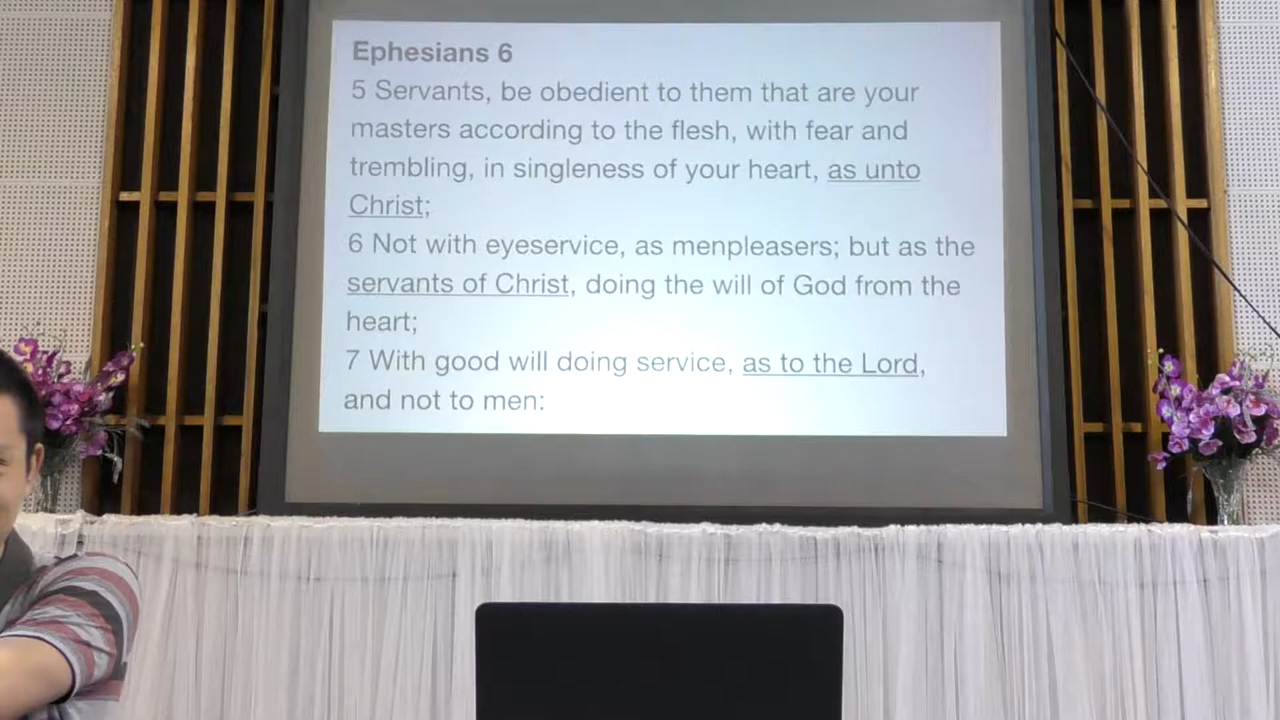 Ephesians 6
5 Servants, be obedient to them that are your
masters according to the flesh, with fear and
trembling, in singleness of your heart, as unto
Christ;
6 Not with eyeservice, as menpleasers; but as the
servants of Christ, doing the will of God from the
heart;
7 With good will doing service, as to the Lord,
and not to men: